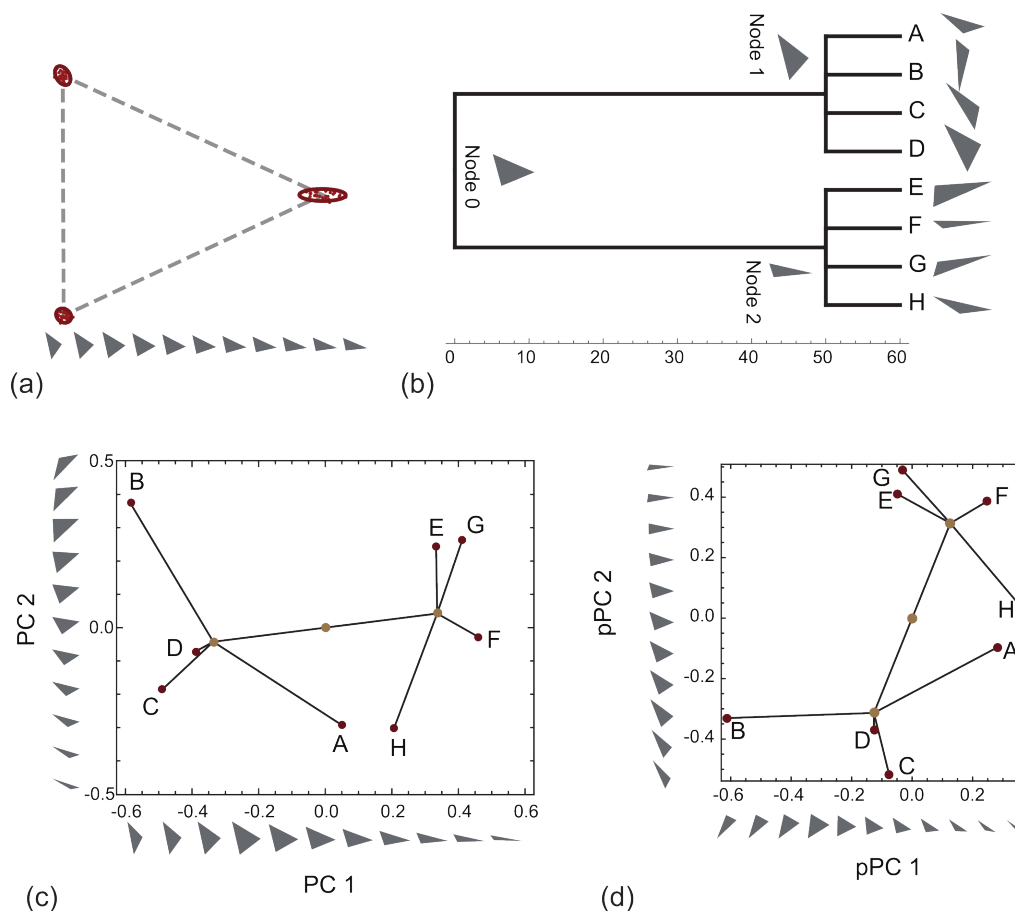 Node 1
A
B
C
D
Node 0
E
F
G
H
Node 2
0
10
20
30
40
50
60
(a)
(b)
0.5
B
E
G
PC 2
0.0
D
F
C
A
H
-0.5
-0.6
-0.4
-0.2
0.0
0.2
0.4
0.6
PC 1
(c)
G
0.4
E
F
0.2
pPC 2
0.0
H
A
-0.2
B
D
-0.4
C
-0.6
-0.4
-0.2
0.0
0.2
pPC 1
(d)